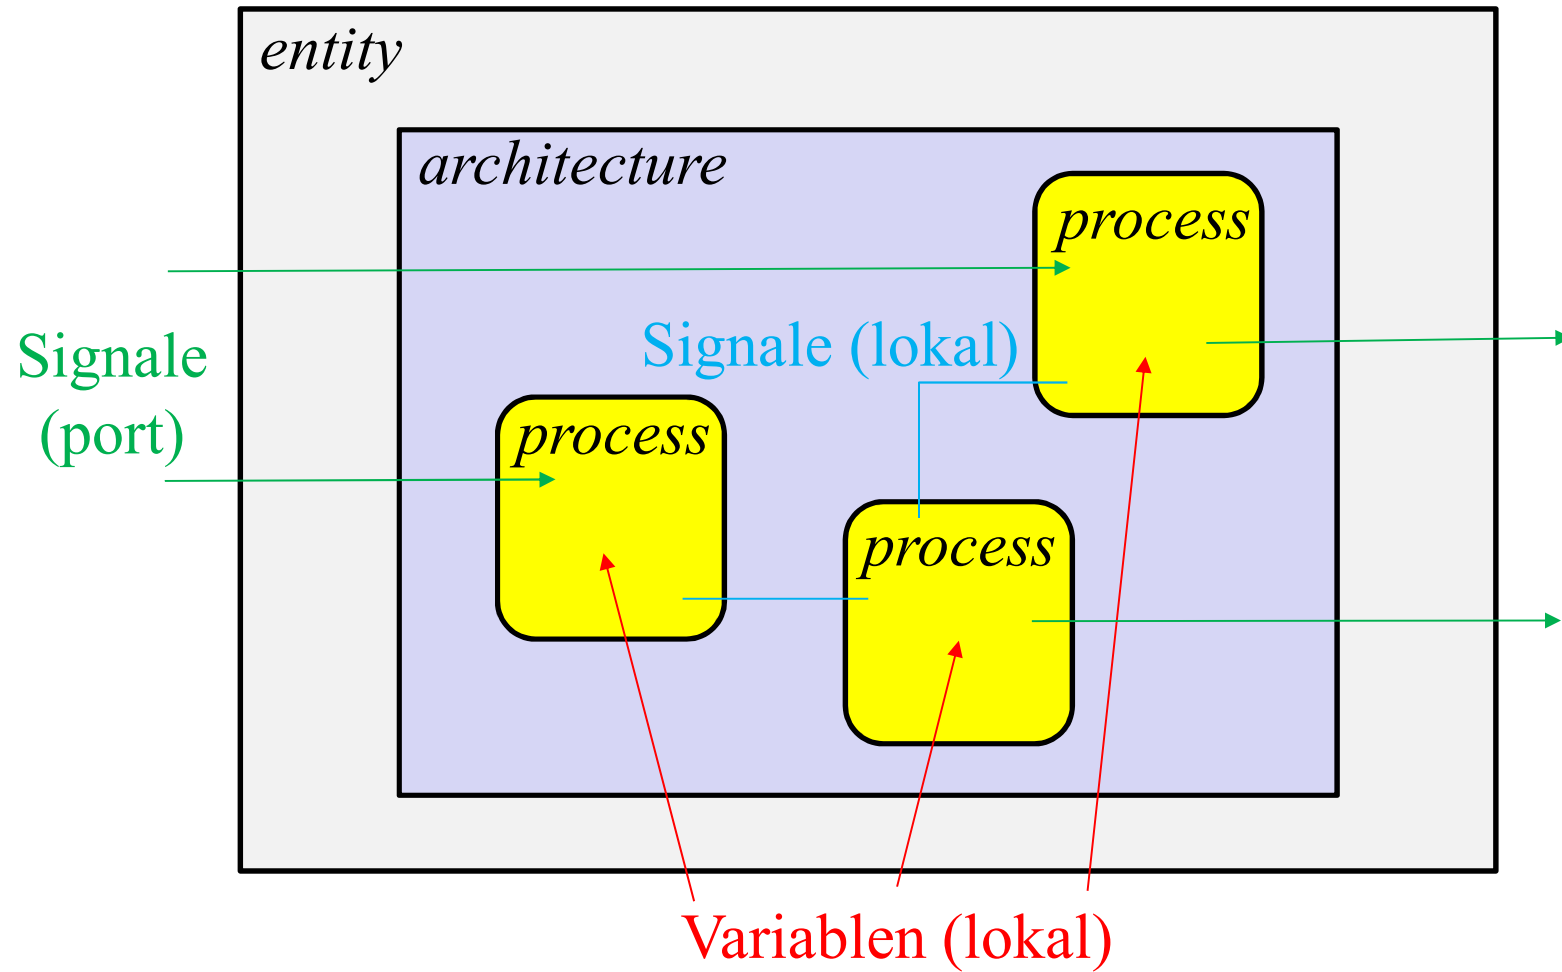 entity
architecture
process
Signale (lokal)
Signale
(port)
process
process
Variablen (lokal)